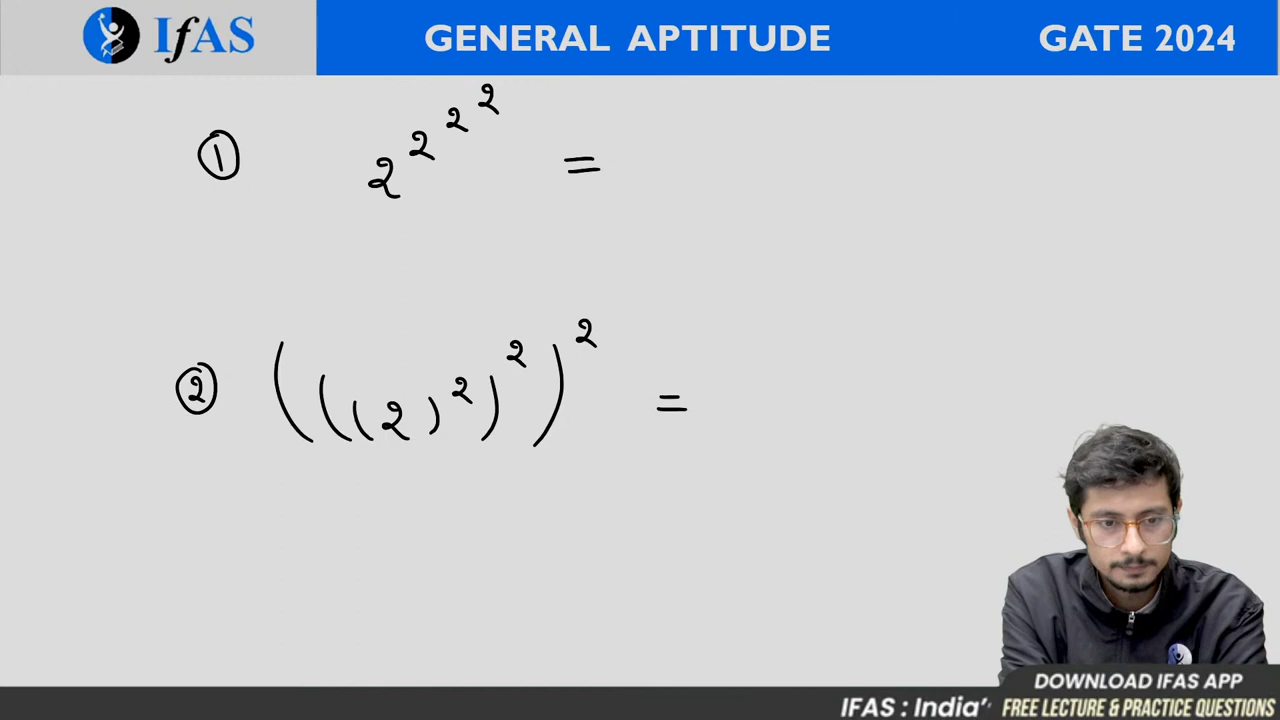 IfAS GENERAL APTITUDE GATE 2024
① 2^2^2^2 =
② (((2)^2)^2)^2 =
DOWNLOAD IFAS APP
IFAS : India' FREE LECTURE & PRACTICE QUESTIONS